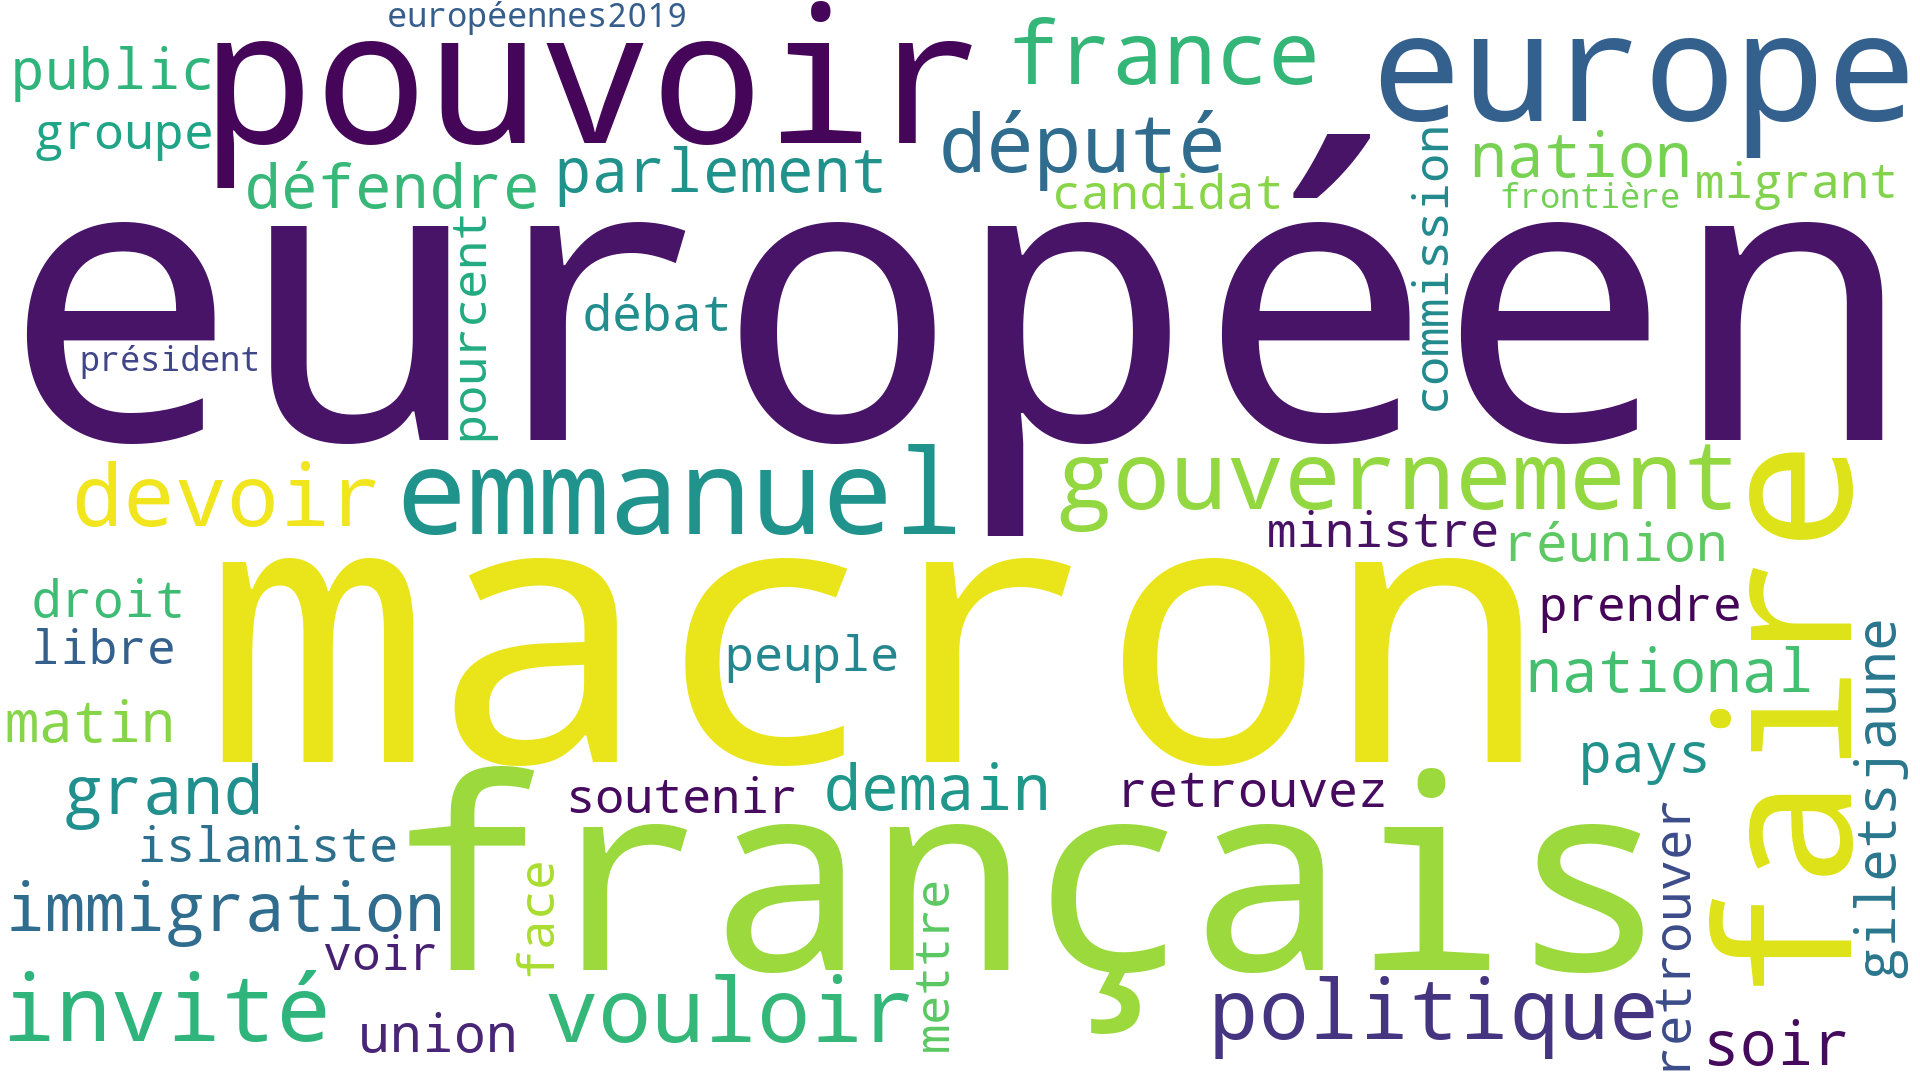 européennes2019
public
pouvoir
france
europe
groupe
député
défendre
parlement
candidat
commission
nation
frontière
migrant
européen
pourcent
débat
président
devoir
emmanuel
gouvernement
ministre
réunion
faire
droit
libre
macron
peuple
prendre
national
giletsjaune
matin
pays
grand
soutenir
demain
retrouvez
islamiste
français
immigration
face
voir
mettre
retrouver
invité
union
vouloir
politique
soir